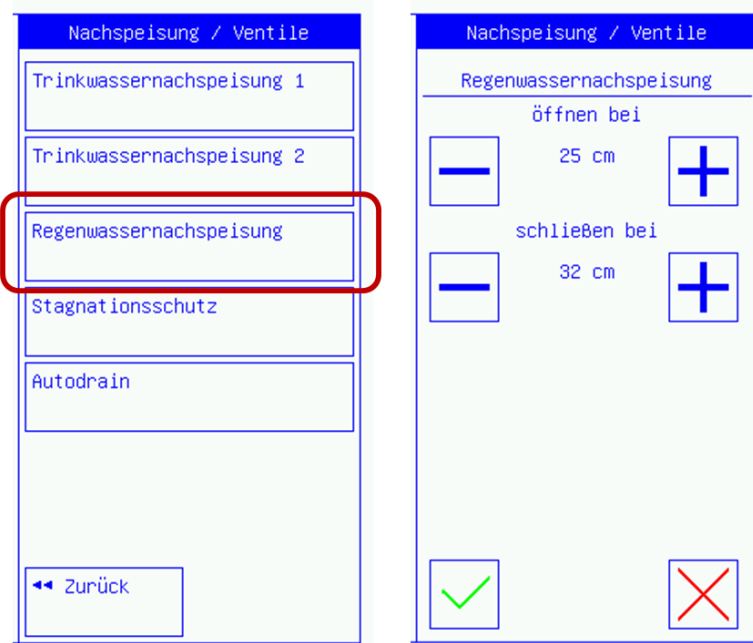 Nachspeisung / Ventile
Trinkwassernachspeisung 1
Trinkwassernachspeisung 2
Regenwassernachspeisung
Stagnationsschutz
Autodrain
Zurück
Nachspeisung / Ventile
Regenwassernachspeisung
öffnen bei
25 cm
schließen bei
32 cm